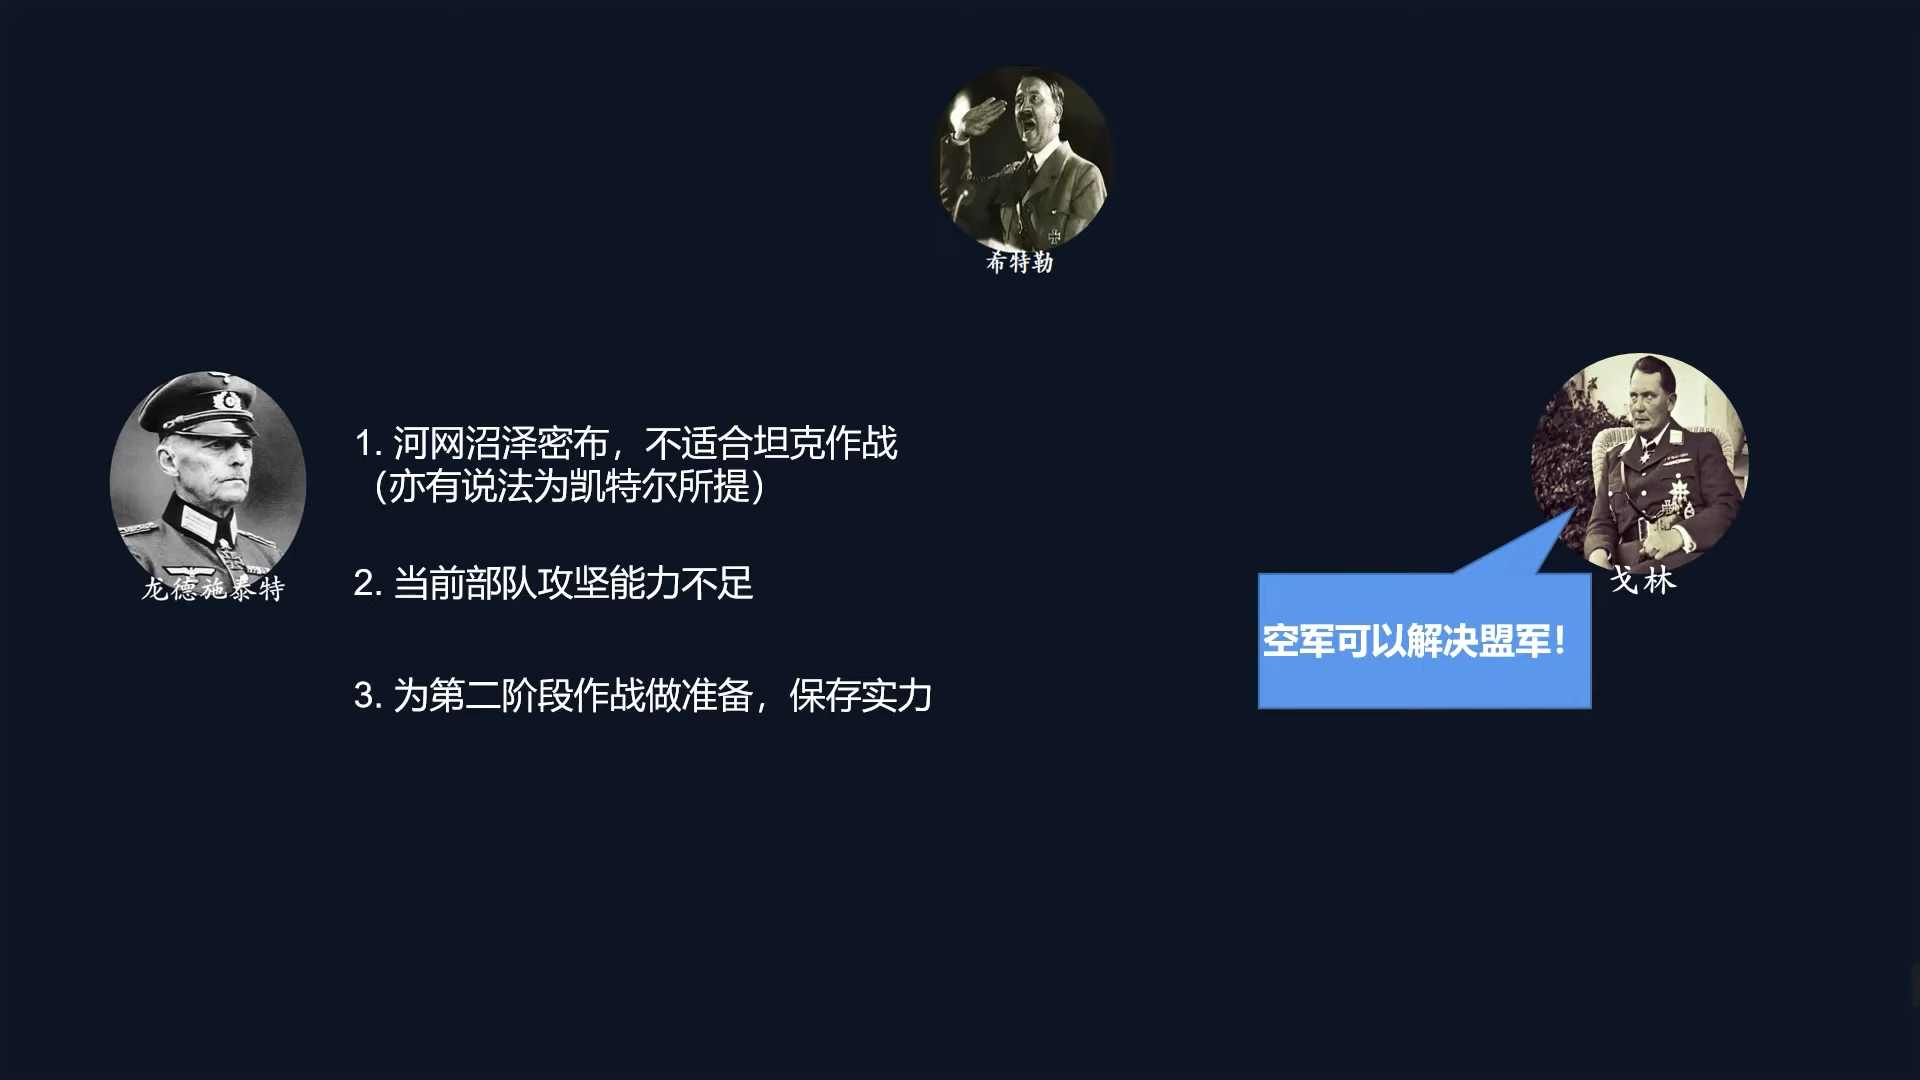 希特勒
1. 河网沼泽密布，不适合坦克作战
（亦有说法为凯特尔所提）
龙德施泰特
2. 当前部队攻坚能力不足
戈林
空军可以解决盟军！
3. 为第二阶段作战做准备，保存实力